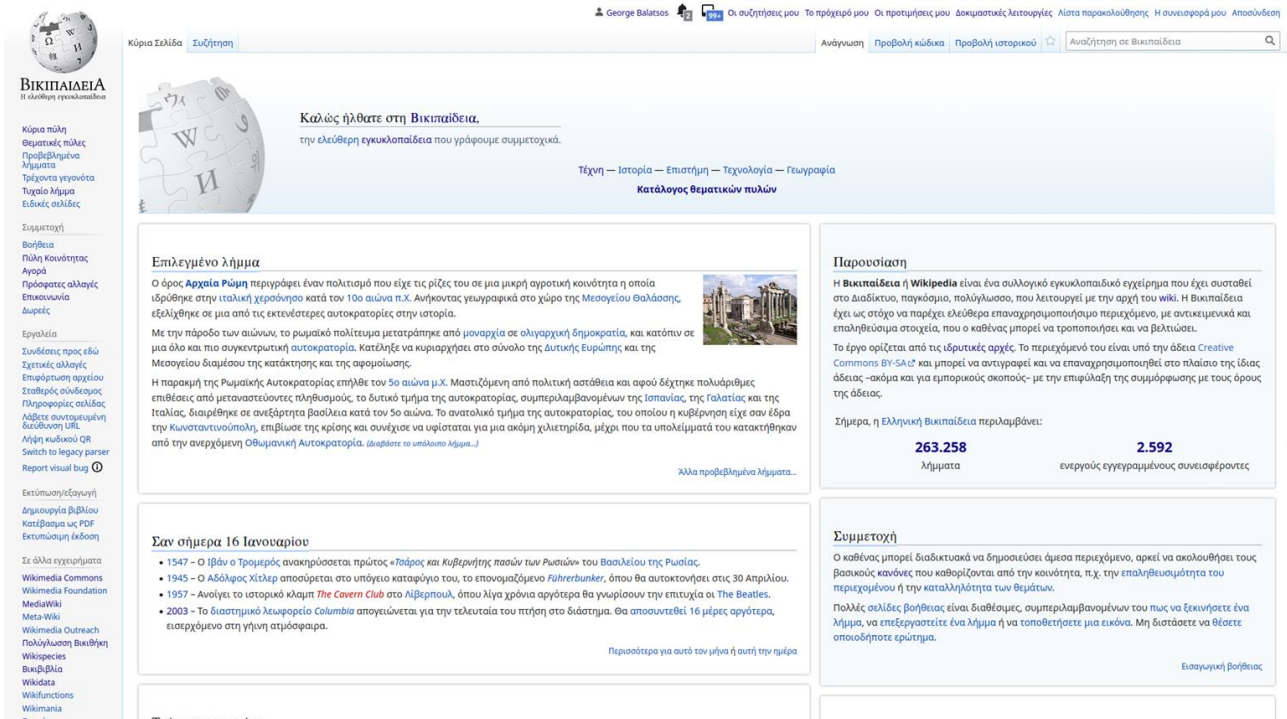 George Balatsos 2 99+ Οι συζητήσεις μου Το πρόχειρό μου Οι προτιμήσεις μου Δοκιμαστικές λειτουργίες Λίστα παρακολούθησης Η συνεισφορά μου Αποσύνδεση
Κύρια Σελίδα Συζήτηση
Ανάγνωση Προβολή κώδικα Προβολή ιστορικού Αναζήτηση σε Βικιπαίδεια
ΒικιπαιδειΑ
Η ελεύθερη εγκυκλοπαίδεια
Κύρια πύλη
Θεματικές πύλες
Προβεβλημένα
λήμματα
Τρέχοντα γεγονότα
Τυχαίο λήμμα
Ειδικές σελίδες
Συμμετοχή
Βοήθεια
Πύλη Κοινότητας
Αγορά
Πρόσφατες αλλαγές
Επικοινωνία
Δωρεές
Εργαλεία
Συνδέσεις προς εδώ
Σχετικές αλλαγές
Επιφόρτωση αρχείου
Σταθερός σύνδεσμος
Πληροφορίες σελίδας
Λάβετε συντομευμένη
διεύθυνση URL
Λήψη κωδικού QR
Switch to legacy parser
Report visual bug
Εκτύπωση/εξαγωγή
Δημιουργία βιβλίου
Κατέβασμα ως PDF
Εκτυπώσιμη έκδοση
Σε άλλα εγχειρήματα
Wikimedia Commons
Wikimedia Foundation
MediaWiki
Meta-Wiki
Wikimedia Outreach
Πολύγλωσση Βικιθήκη
Wikispecies
Βικιβιβλία
Wikidata
Wikifunctions
Wikimania
Καλώς ήλθατε στη Βικιπαίδεια,
την ελεύθερη εγκυκλοπαίδεια που γράφουμε συμμετοχικά.
Τέχνη — Ιστορία — Επιστήμη — Τεχνολογία — Γεωγραφία
Κατάλογος θεματικών πυλών
Επιλεγμένο λήμμα
Ο όρος Αρχαία Ρώμη περιγράφει έναν πολιτισμό που είχε τις ρίζες του σε μια μικρή αγροτική κοινότητα η οποία
ιδρύθηκε στην ιταλική χερσόνησο κατά τον 10ο αιώνα π.Χ. Ανήκοντας γεωγραφικά στο χώρο της Μεσογείου Θαλάσσης,
εξελίχθηκε σε μια από τις εκτενέστερες αυτοκρατορίες στην ιστορία.
Με την πάροδο των αιώνων, το ρωμαϊκό πολίτευμα μετατράπηκε από μοναρχία σε ολιγαρχική δημοκρατία, και κατόπιν σε
μια όλο και πιο συγκεντρωτική αυτοκρατορία. Κατέληξε να κυριαρχήσει στο σύνολο της Δυτικής Ευρώπης και της
Μεσογείου διαμέσου της κατάκτησης και της αφομοίωσης.
Η παρακμή της Ρωμαϊκής Αυτοκρατορίας επήλθε τον 5ο αιώνα μ.Χ. Μαστιζόμενη από πολιτική αστάθεια και αφού δέχτηκε πολυάριθμες
επιθέσεις από μεταναστεύοντες πληθυσμούς, το δυτικό τμήμα της αυτοκρατορίας, συμπεριλαμβανομένων της Ισπανίας, της Γαλατίας και της
Ιταλίας, διαιρέθηκε σε ανεξάρτητα βασίλεια κατά τον 5ο αιώνα. Το ανατολικό τμήμα της αυτοκρατορίας, του οποίου η κυβέρνηση είχε σαν έδρα
την Κωνσταντινούπολη, επιβίωσε της κρίσης και συνέχισε να υφίσταται για μια ακόμη χιλιετηρίδα, μέχρι που τα υπολείμματά του κατακτήθηκαν
από την ανερχόμενη Οθωμανική Αυτοκρατορία. (Διαβάστε το υπόλοιπο λήμμα...)
Άλλα προβεβλημένα λήμματα...
Σαν σήμερα 16 Ιανουαρίου
• 1547 – Ο Ιβάν ο Τρομερός ανακηρύσσεται πρώτος «Τσάρος και Κυβερνήτης πασών των Ρωσιών» του Βασιλείου της Ρωσίας.
• 1945 – Ο Αδόλφος Χίτλερ αποσύρεται στο υπόγειο καταφύγιο του, το επονομαζόμενο Führerbunker, όπου θα αυτοκτονήσει στις 30 Απριλίου.
• 1957 – Ανοίγει το ιστορικό κλαμπ The Cavern Club στο Λίβερπουλ, όπου λίγα χρόνια αργότερα θα γνωρίσουν την επιτυχία οι The Beatles.
• 2003 – Το διαστημικό λεωφορείο Columbia απογειώνεται για την τελευταία του πτήση στο διάστημα. Θα αποσυντεθεί 16 μέρες αργότερα,
εισερχόμενο στη γήινη ατμόσφαιρα.
Περισσότερα για αυτό τον μήνα ή αυτή την ημέρα
Παρουσίαση
Η Βικιπαίδεια ή Wikipedia είναι ένα συλλογικό εγκυκλοπαιδικό εγχείρημα που έχει συσταθεί
στο Διαδίκτυο, παγκόσμιο, πολύγλωσσο, που λειτουργεί με την αρχή του wiki. Η Βικιπαίδεια
έχει ως στόχο να παρέχει ελεύθερα επαναχρησιμοποιήσιμο περιεχόμενο, με αντικειμενικά και
επαληθεύσιμα στοιχεία, που ο καθένας μπορεί να τροποποιήσει και να βελτιώσει.
Το έργο ορίζεται από τις ιδρυτικές αρχές. Το περιεχόμενό του είναι υπό την άδεια Creative
Commons BY-SA και μπορεί να αντιγραφεί και να επαναχρησιμοποιηθεί στο πλαίσιο της ίδιας
άδειας –ακόμα και για εμπορικούς σκοπούς– με την επιφύλαξη της συμμόρφωσης με τους όρους
της άδειας.
Σήμερα, η Ελληνική Βικιπαίδεια περιλαμβάνει:
263.258 2.592
λήμματα ενεργούς εγγεγραμμένους συνεισφέροντες
Συμμετοχή
Ο καθένας μπορεί διαδικτυακά να δημοσιεύσει άμεσα περιεχόμενο, αρκεί να ακολουθήσει τους
βασικούς κανόνες που καθορίζονται από την κοινότητα, π.χ. την επαληθευσιμότητα του
περιεχομένου ή την καταλληλότητα των θεμάτων.
Πολλές σελίδες βοήθειας είναι διαθέσιμες, συμπεριλαμβανομένου του πως να ξεκινήσετε ένα
λήμμα, να επεξεργαστείτε ένα λήμμα ή να τοποθετήσετε μια εικόνα. Μη διστάσετε να θέσετε
οποιοδήποτε ερώτημα.
Εισαγωγική βοήθειας